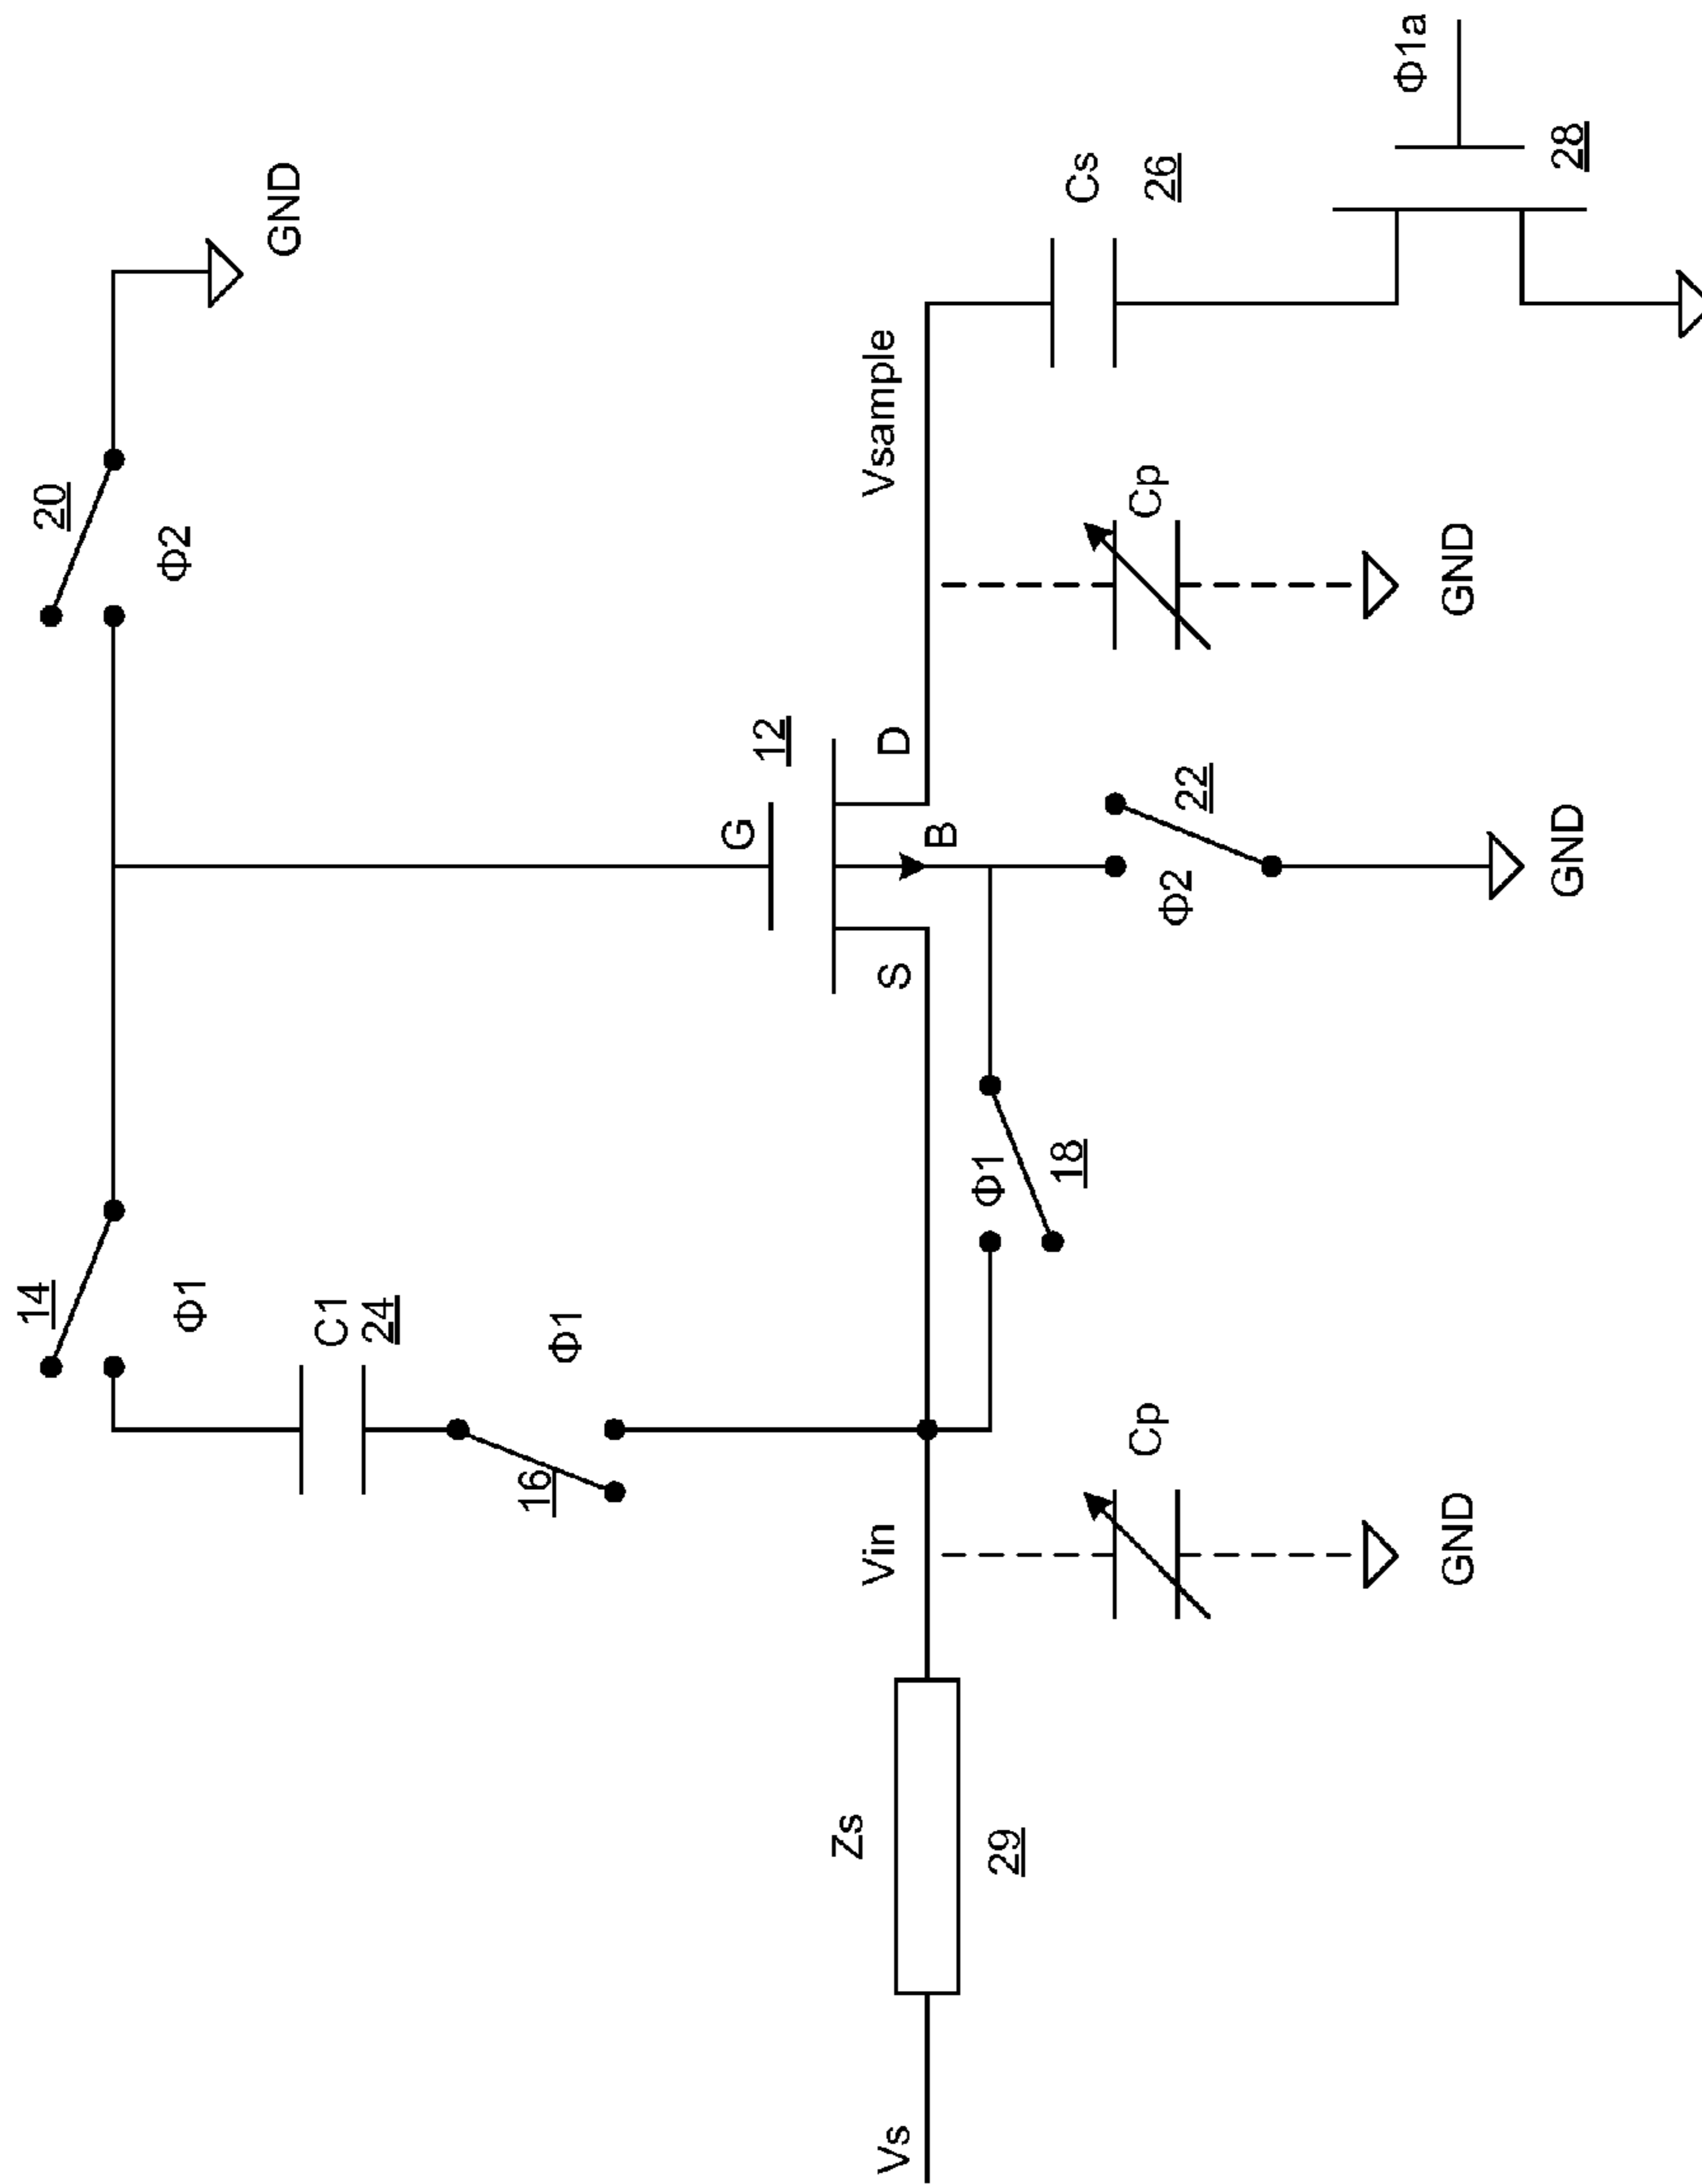 20
Φ2
GND
14
Φ1
C1
24
Φ1
16
G
12
S
D
B
Vs
Zs
29
Vin
Φ1
18
Vsample
Cp
GND
Φ2
22
GND
Cp
GND
Cs
26
Φ1a
28